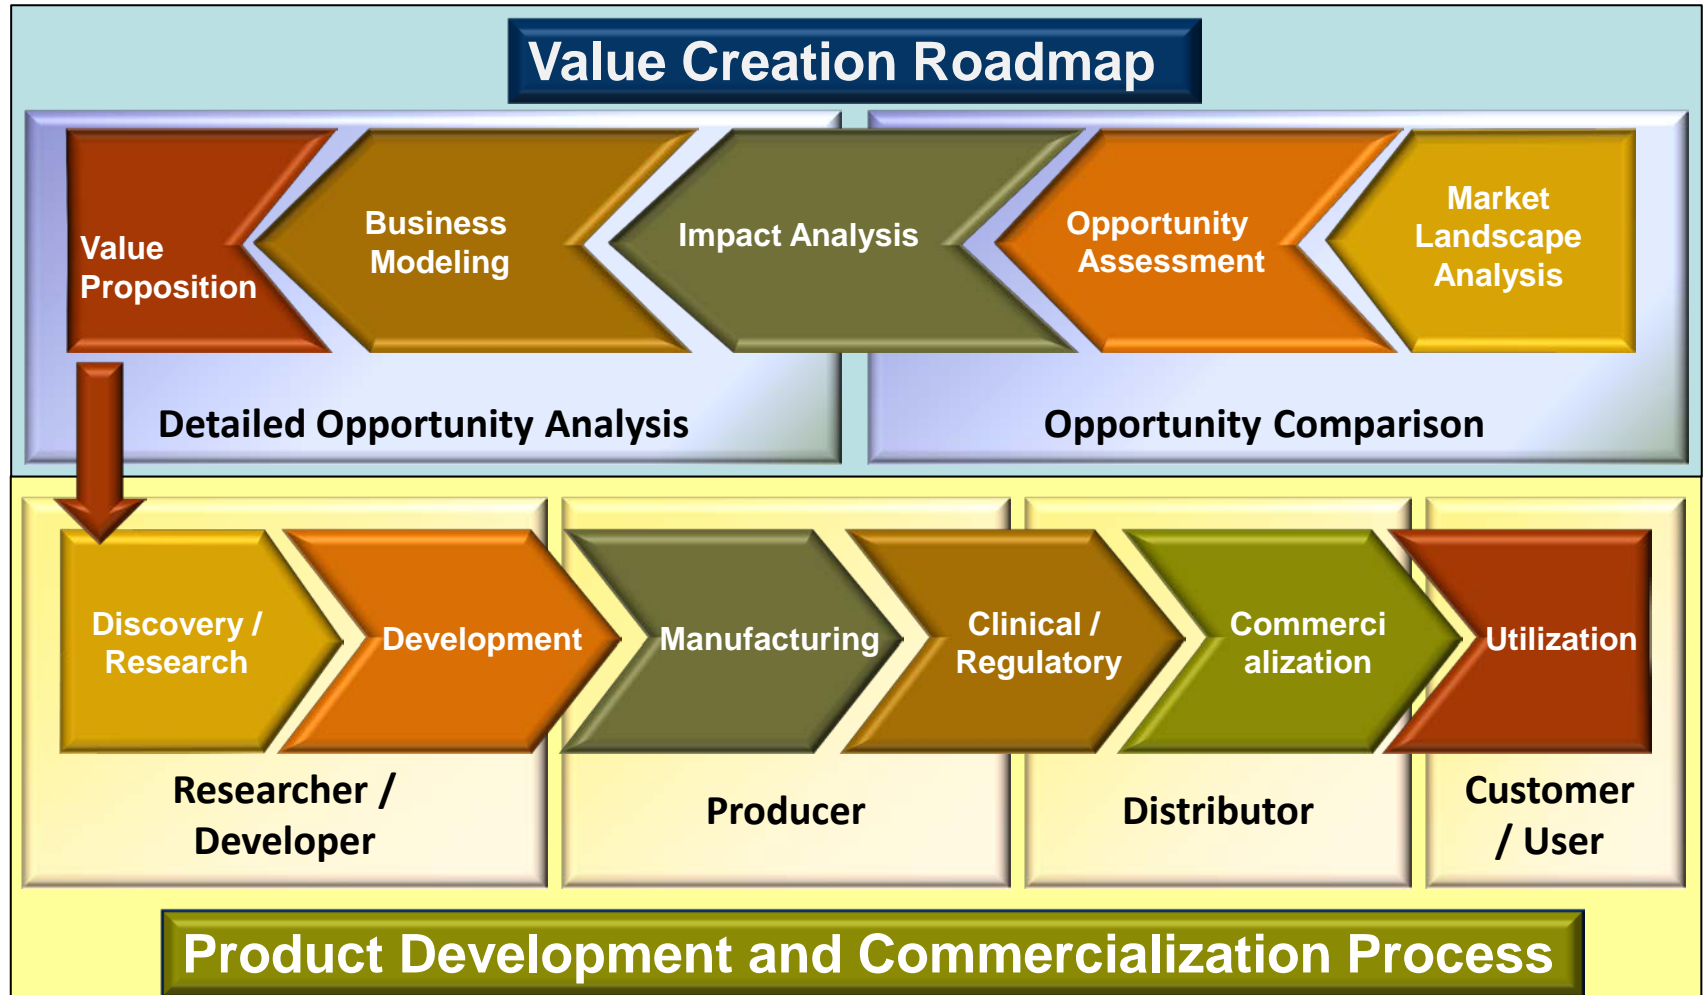 Value Creation Roadmap
Value
Proposition
Business
Modeling
Impact Analysis
Opportunity
Assessment
Market
Landscape
Analysis
Detailed Opportunity Analysis
Opportunity Comparison
Discovery /
Research
Development
Manufacturing
Clinical /
Regulatory
Commerci
alization
Utilization
Researcher /
Developer
Producer
Distributor
Customer
/ User
Product Development and Commercialization Process